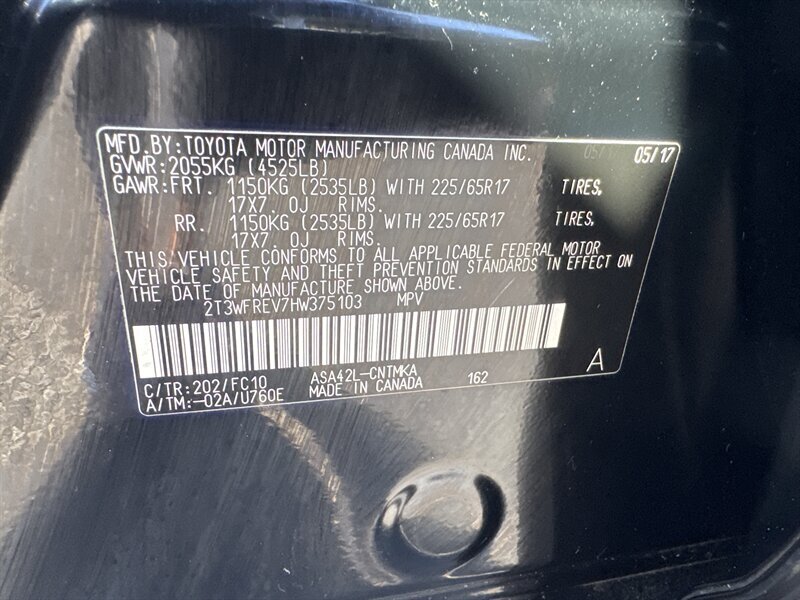 MFD.BY:TOYOTA MOTOR MANUFACTURING CANADA INC. 05/17 05/17
GVWR:2055KG (4525LB)
GAWR:FRT. 1150KG (2535LB) WITH 225/65R17 TIRES,
17X7. 0J RIMS.
RR. 1150KG (2535LB) WITH 225/65R17 TIRES,
17X7. 0J RIMS.
THIS VEHICLE CONFORMS TO ALL APPLICABLE FEDERAL MOTOR
VEHICLE SAFETY AND THEFT PREVENTION STANDARDS IN EFFECT ON
THE DATE OF MANUFACTURE SHOWN ABOVE.
2T3WFREV7HW375103 MPV
A
C/TR:202/FC10 ASA42L-CNTMKA 162
A/TM:-02A/U760E MADE IN CANADA